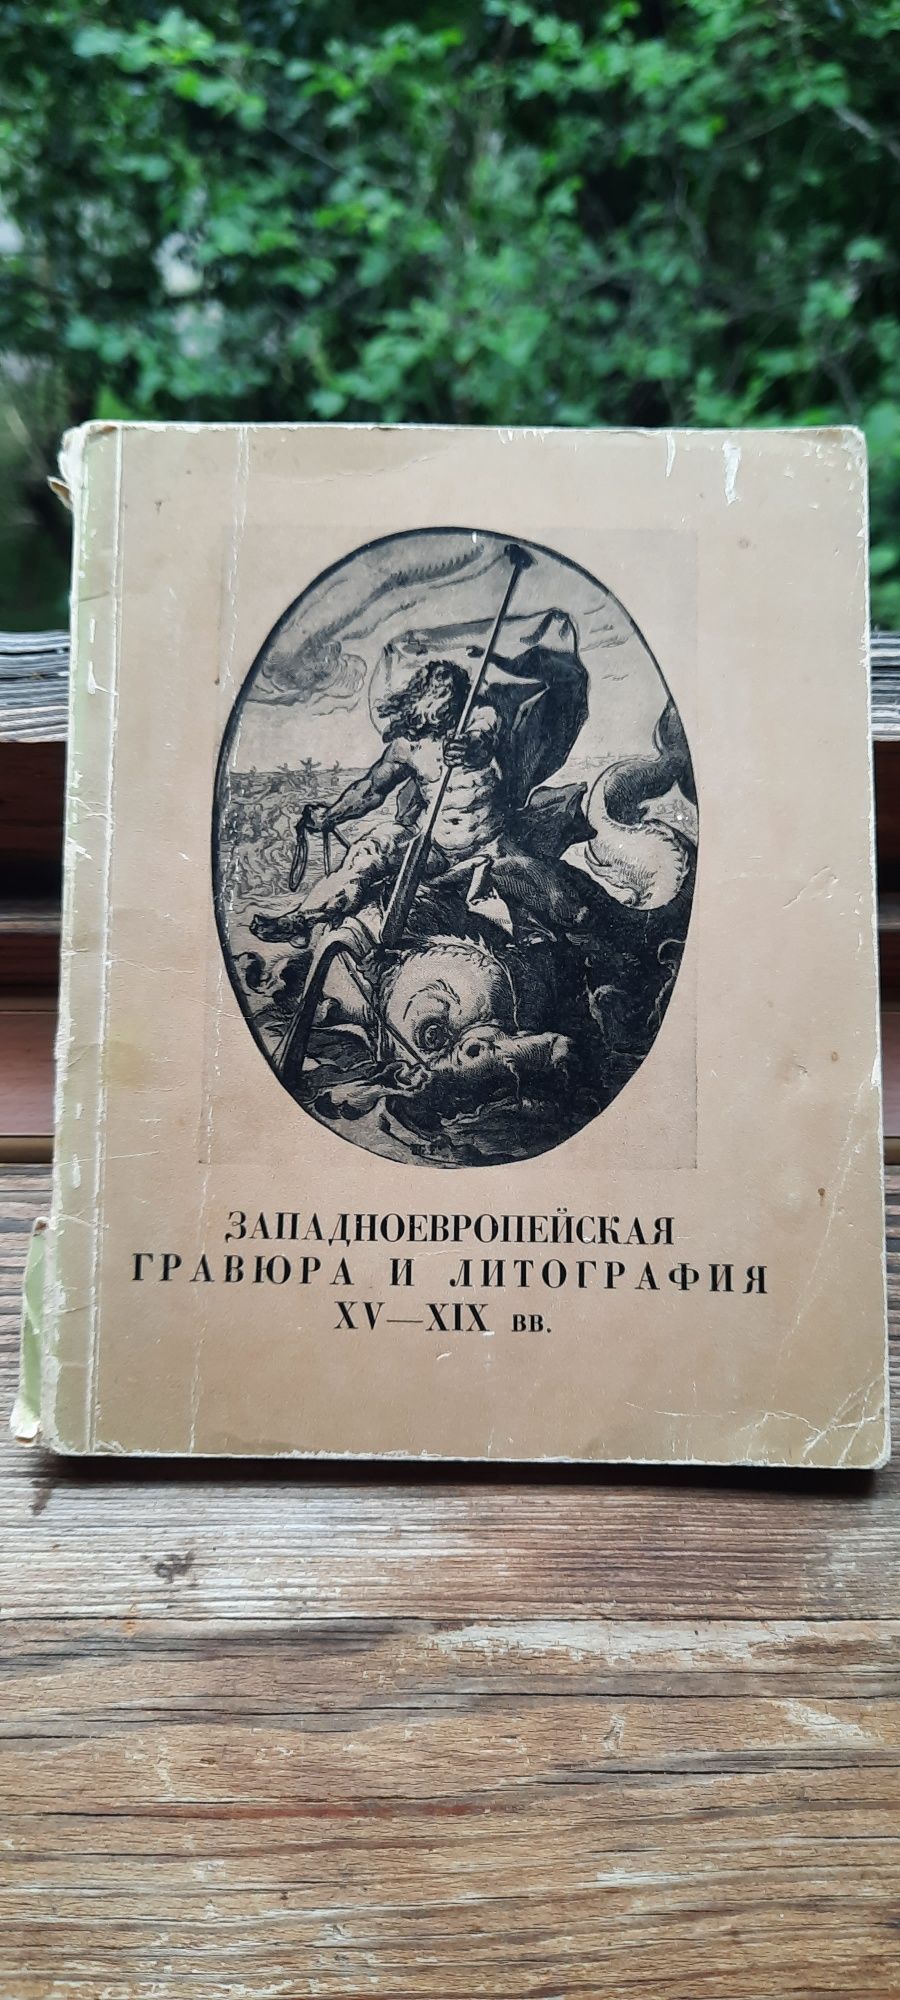 ЗАПАДНОЕВРОПЕЙСКАЯ
ГРАВЮРА И ЛИТОГРАФИЯ
XV—XIX вв.